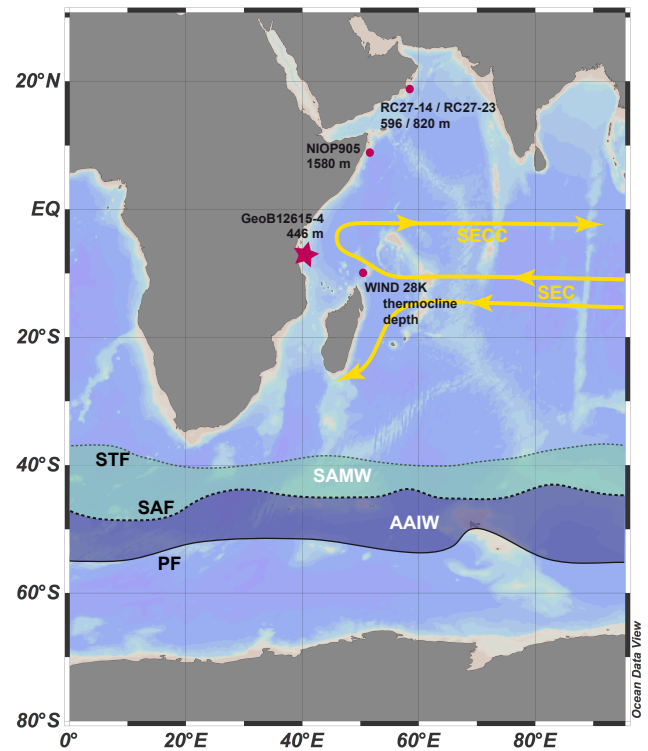 20°N
RC27-14 / RC27-23
596 / 820 m
NIOP905
1580 m
EQ
GeoB12615-4
446 m
SECC
WIND 28K
thermocline
depth
SEC
20°S
40°S
STF
SAMW
SAF
AAIW
PF
60°S
80°S
0°
20°E
40°E
60°E
80°E
Ocean Data View